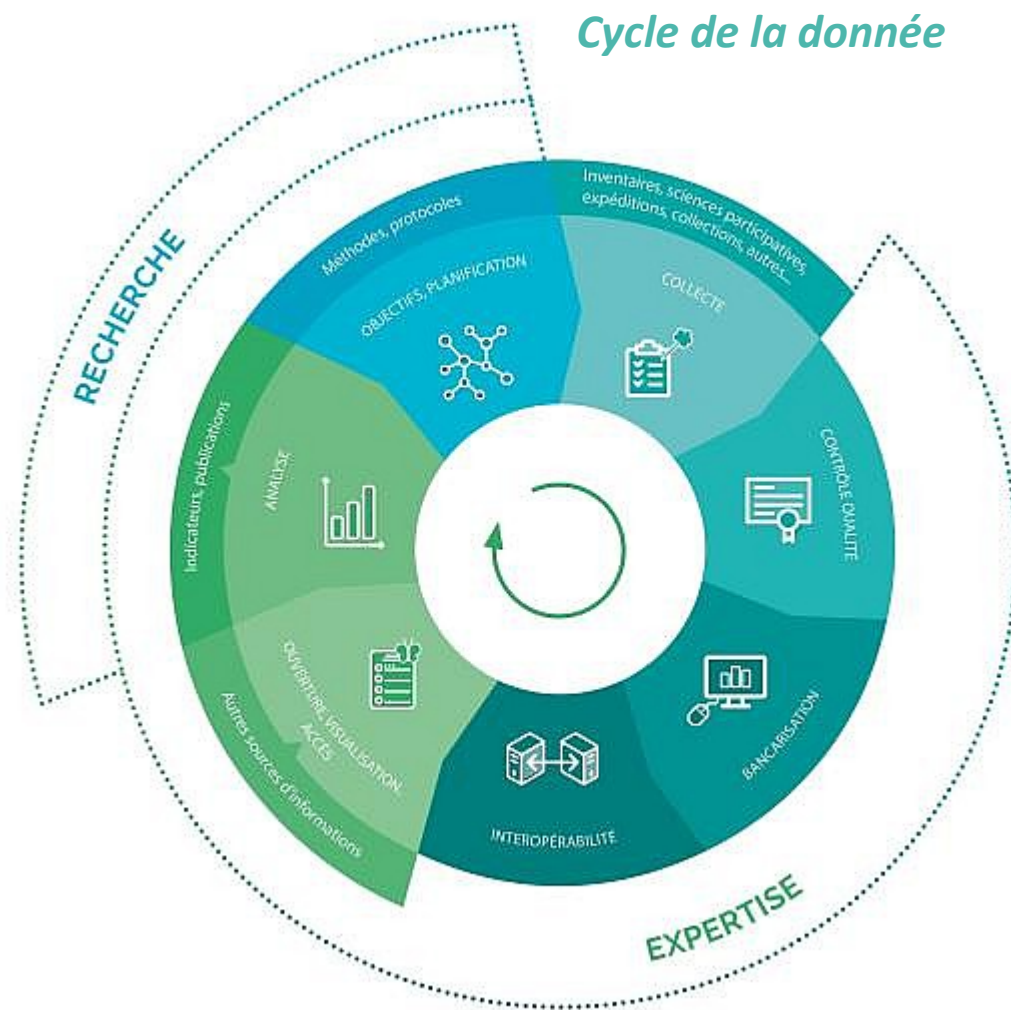 Cycle de la donnée
RECHERCHE
Méthodes, protocoles
OBJECTIFS, PLANIFICATION
Inventaires, sciences participatives,
expéditions, collections, autres...
COLLECTE
CONTRÔLE QUALITÉ
BANCARISATION
INTEROPÉRABILITÉ
OUVERTURE, VISUALISATION,
ACCÈS
Autres sources d'informations
ANALYSE
Indicateurs, publications
EXPERTISE